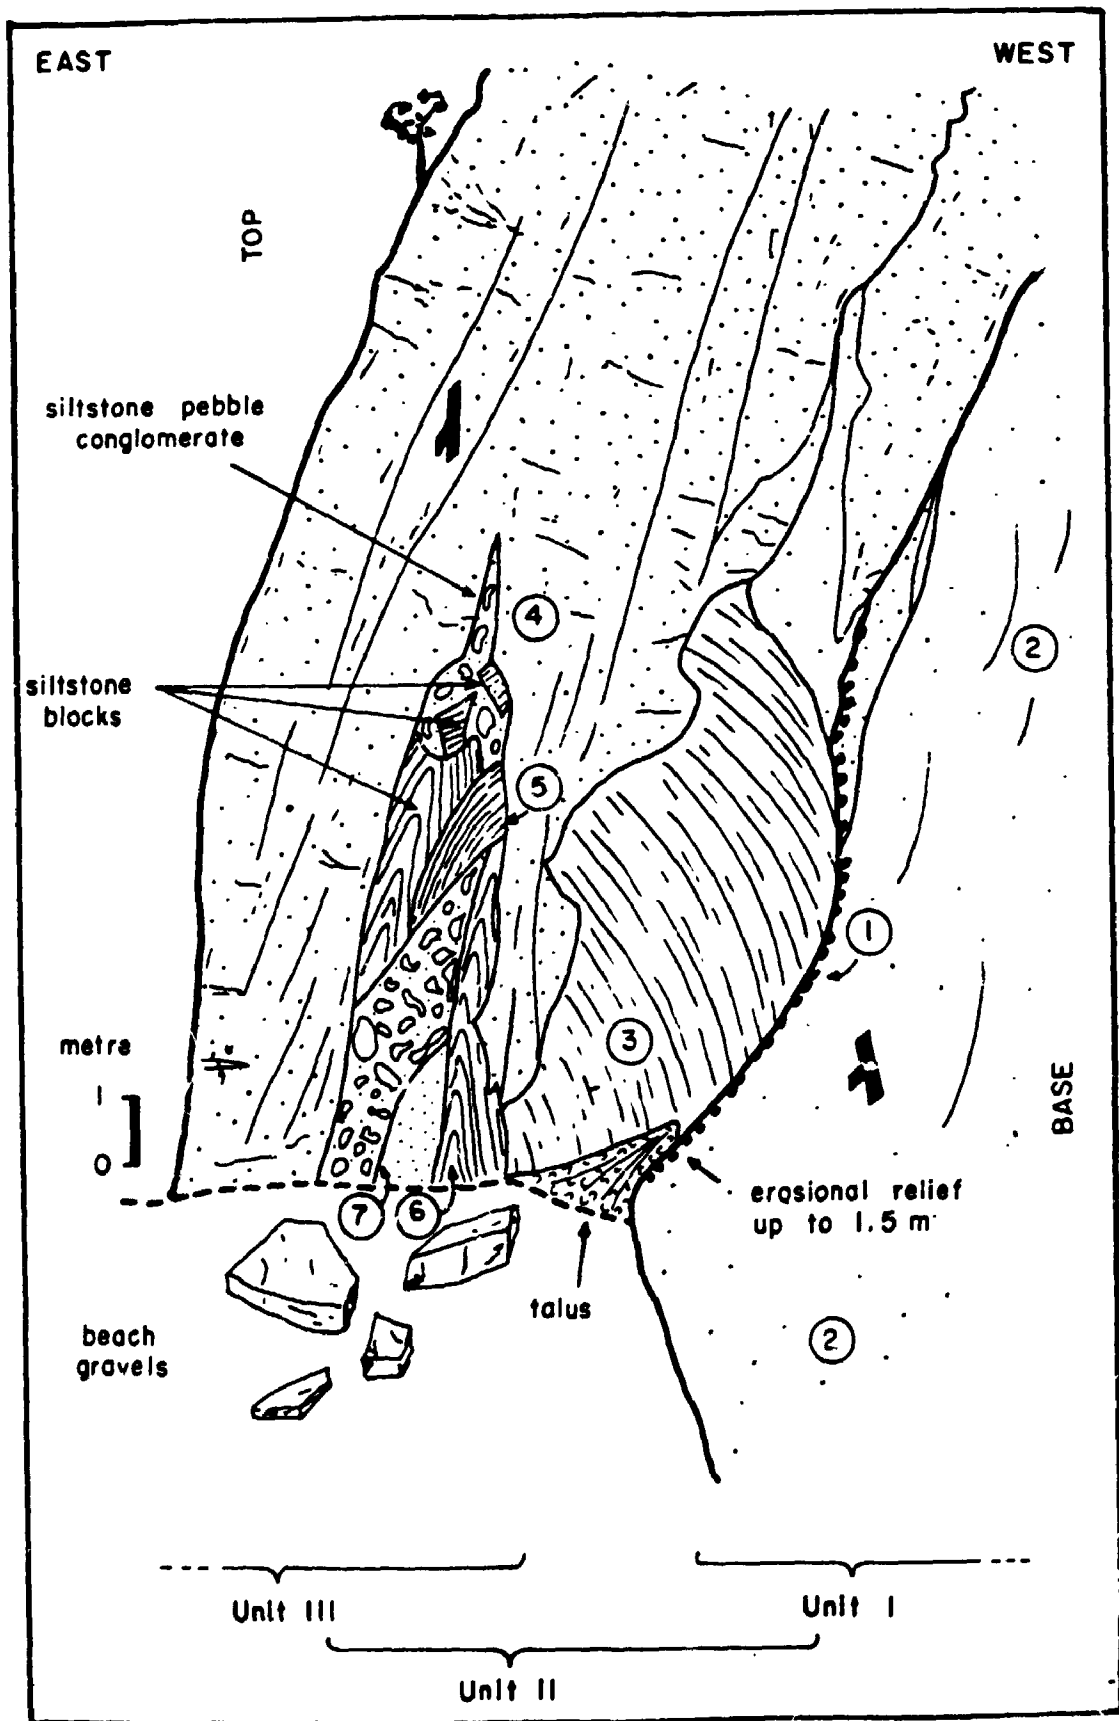 EAST
WEST
TOP
siltstone pebble
conglomerate
4
2
siltstone
blocks
5
1
3
metre
1
0
BASE
erosional relief
up to 1.5 m
7
6
talus
beach
gravels
2
Unit III
Unit I
Unit II